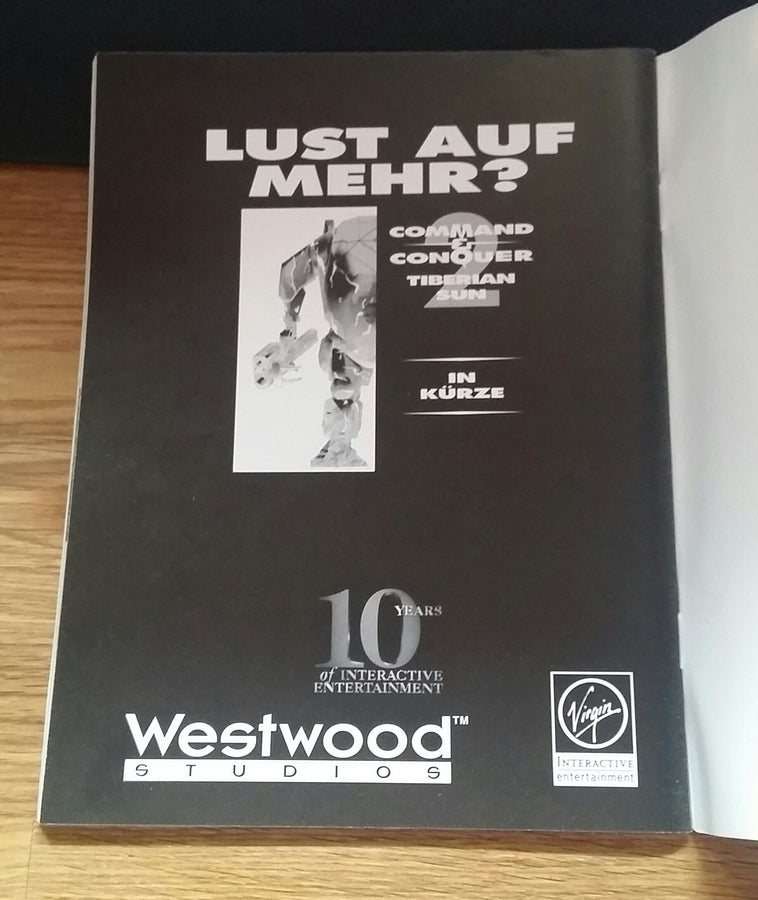 LUST AUF
MEHR?
COMMAND
&
CONQUER
2
TIBERIAN
SUN
IN
KÜRZE
10 YEARS
of INTERACTIVE
ENTERTAINMENT
Westwood™
STUDIOS
Virgin
INTERACTIVE
entertainment